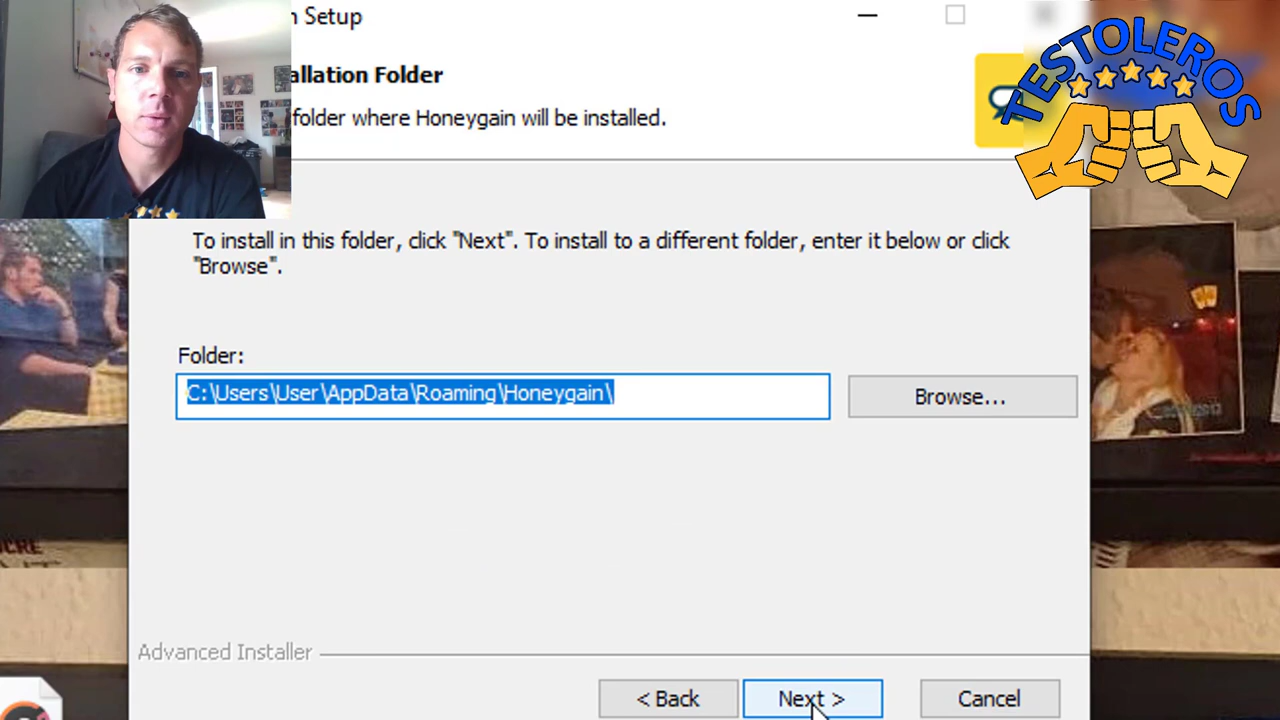 Setup
allation Folder
folder where Honeygain will be installed.
TESTOLEROS
To install in this folder, click "Next". To install to a different folder, enter it below or click
"Browse".
Folder:
C:\Users\User\AppData\Roaming\Honeygain\
Browse...
Advanced Installer
< Back
Next >
Cancel